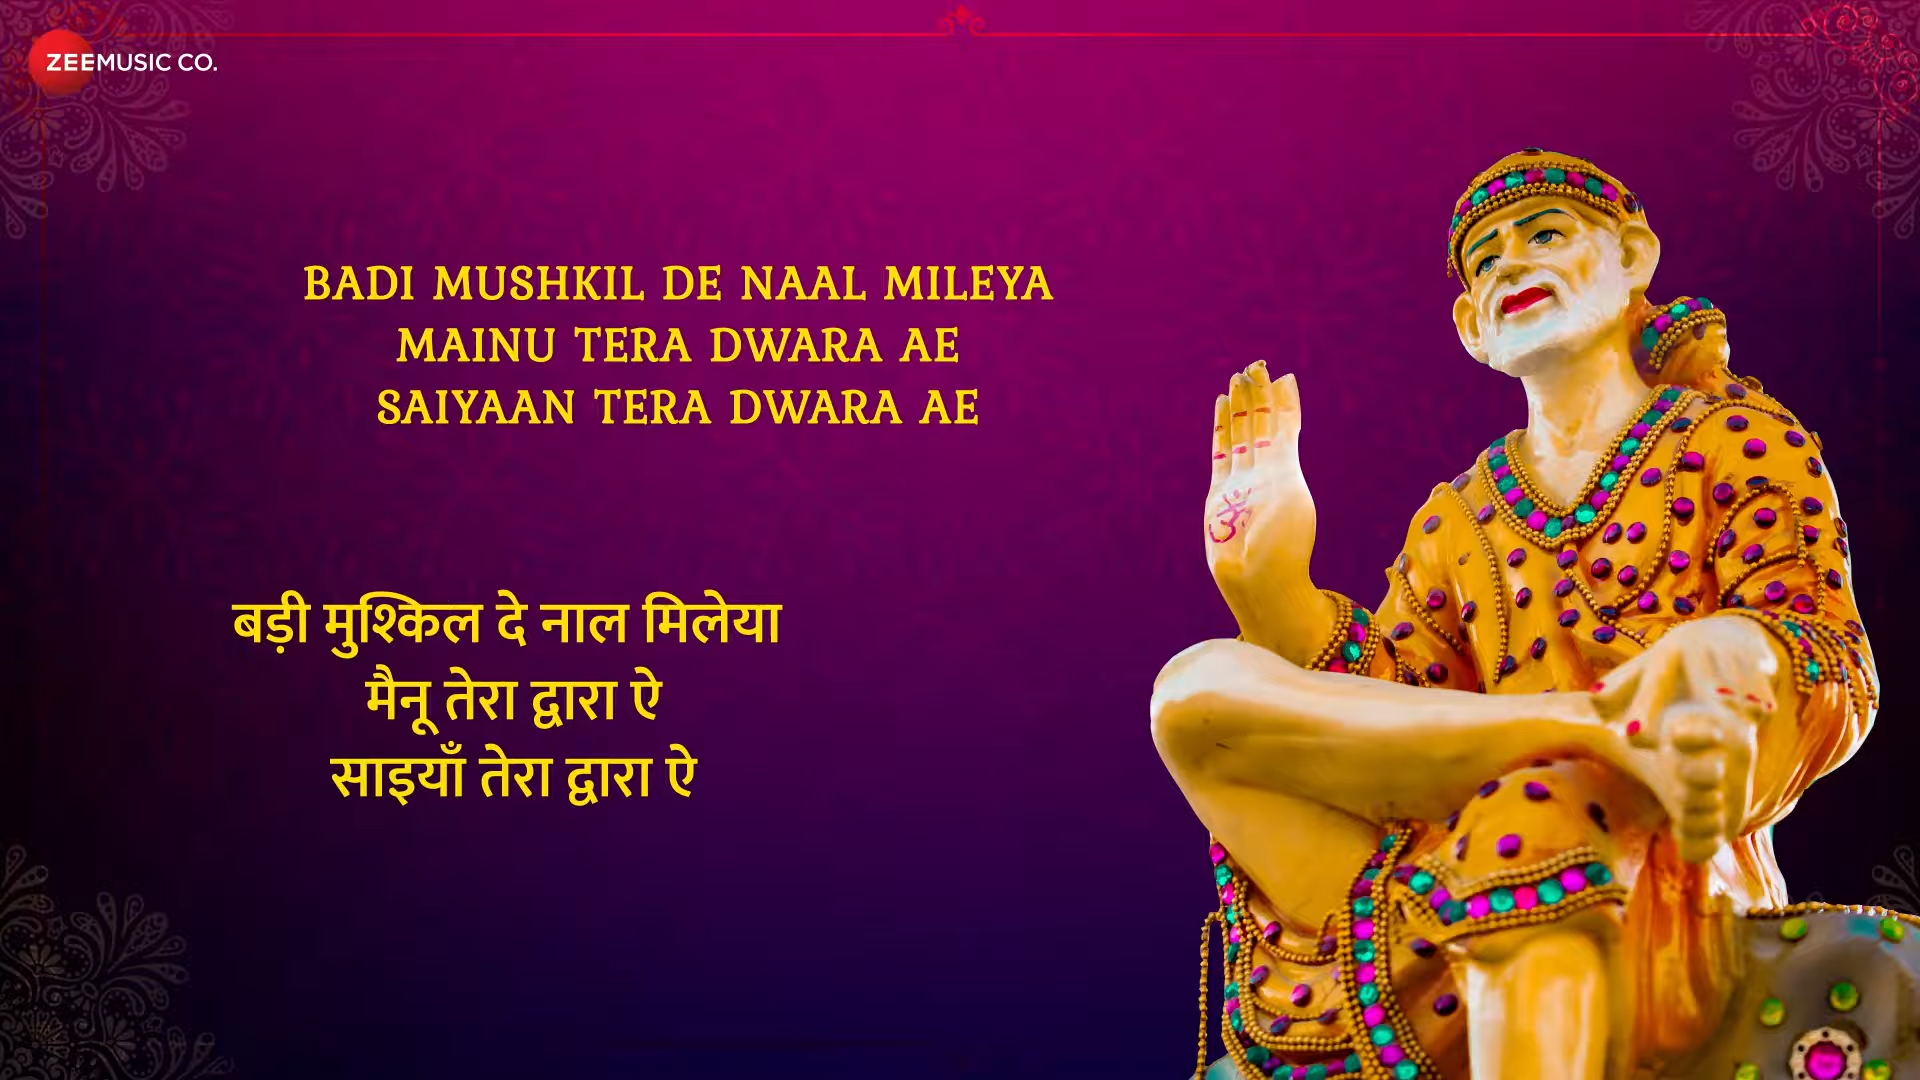 ZEEMUSIC CO.
BADI MUSHKIL DE NAAL MILEYA
MAINU TERA DWARA AE
SAIYAAN TERA DWARA AE
बड़ी मुश्किल दे नाल मिलेया
मैनू तेरा द्वारा ऐ
साइयाँ तेरा द्वारा ऐ
ॐ